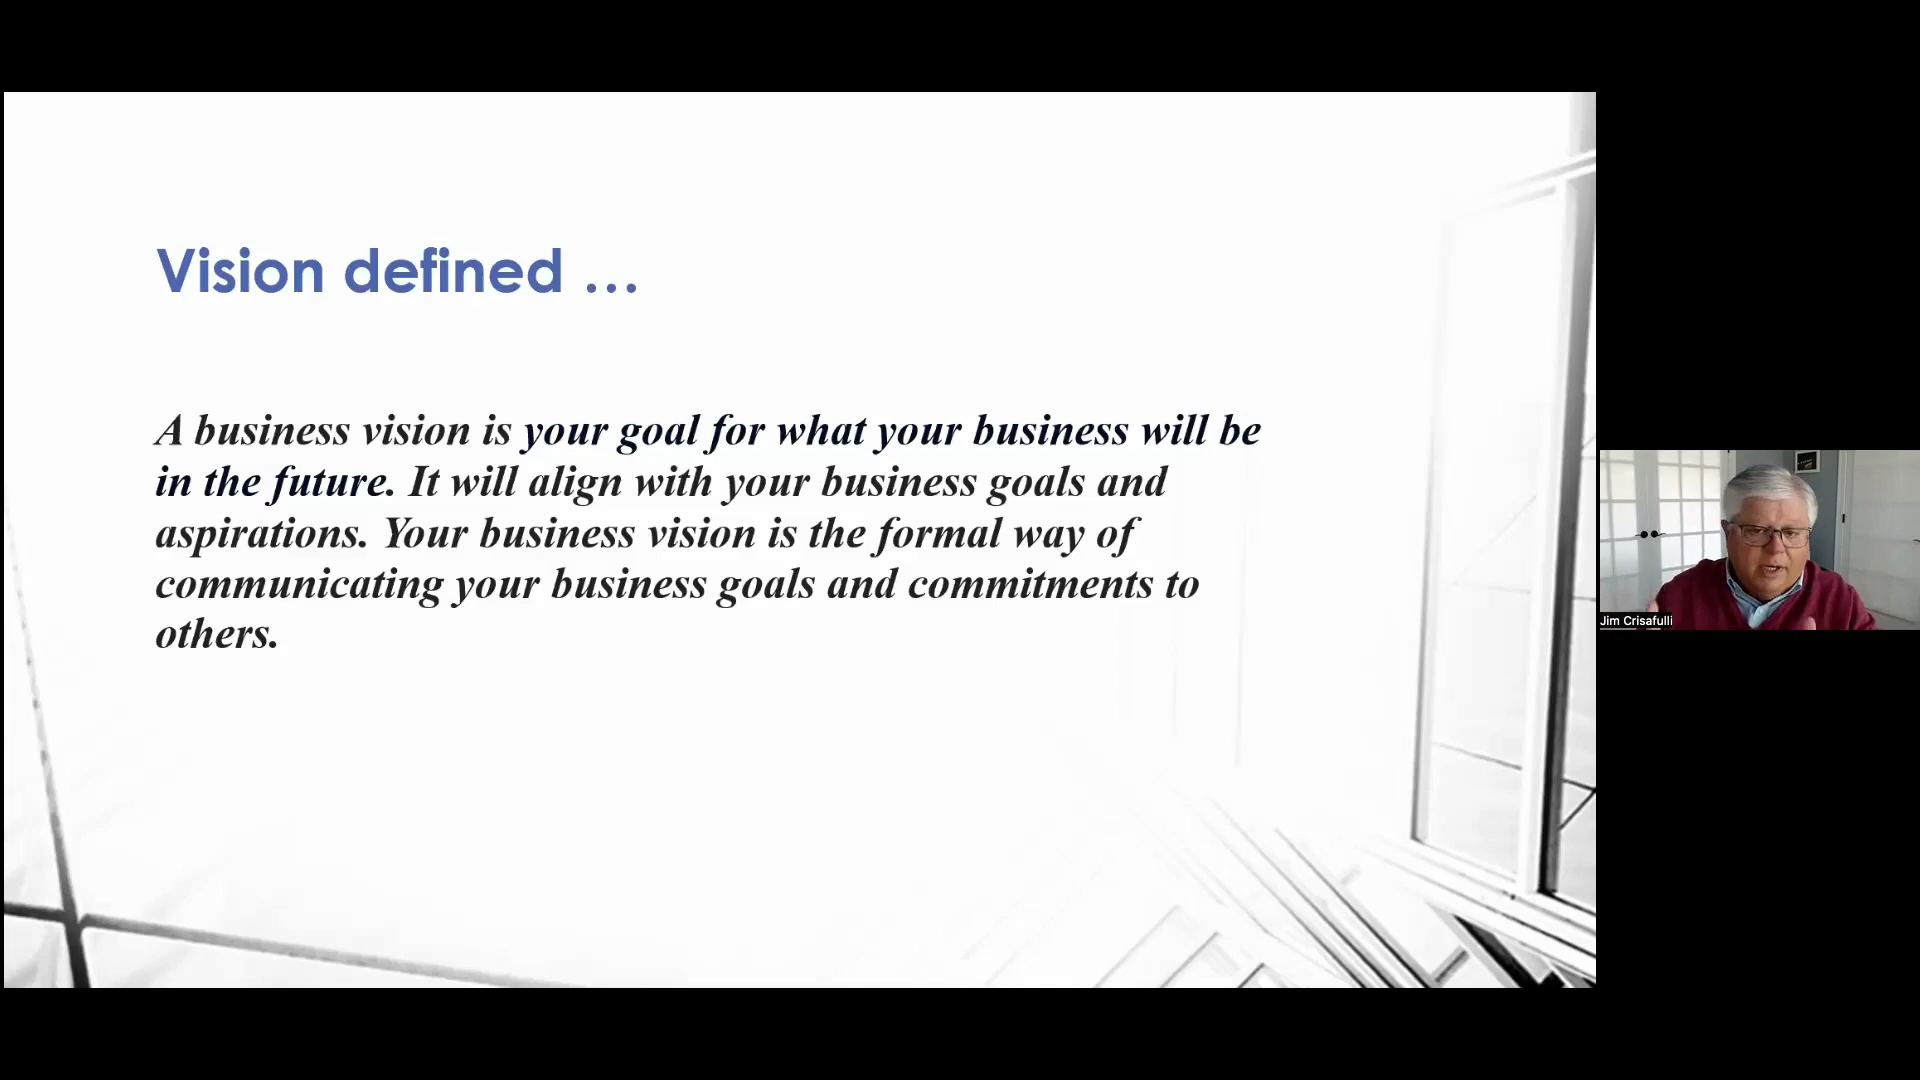 Vision defined ...
A business vision is your goal for what your business will be
in the future. It will align with your business goals and
aspirations. Your business vision is the formal way of
communicating your business goals and commitments to
others.
Jim Crisafulli